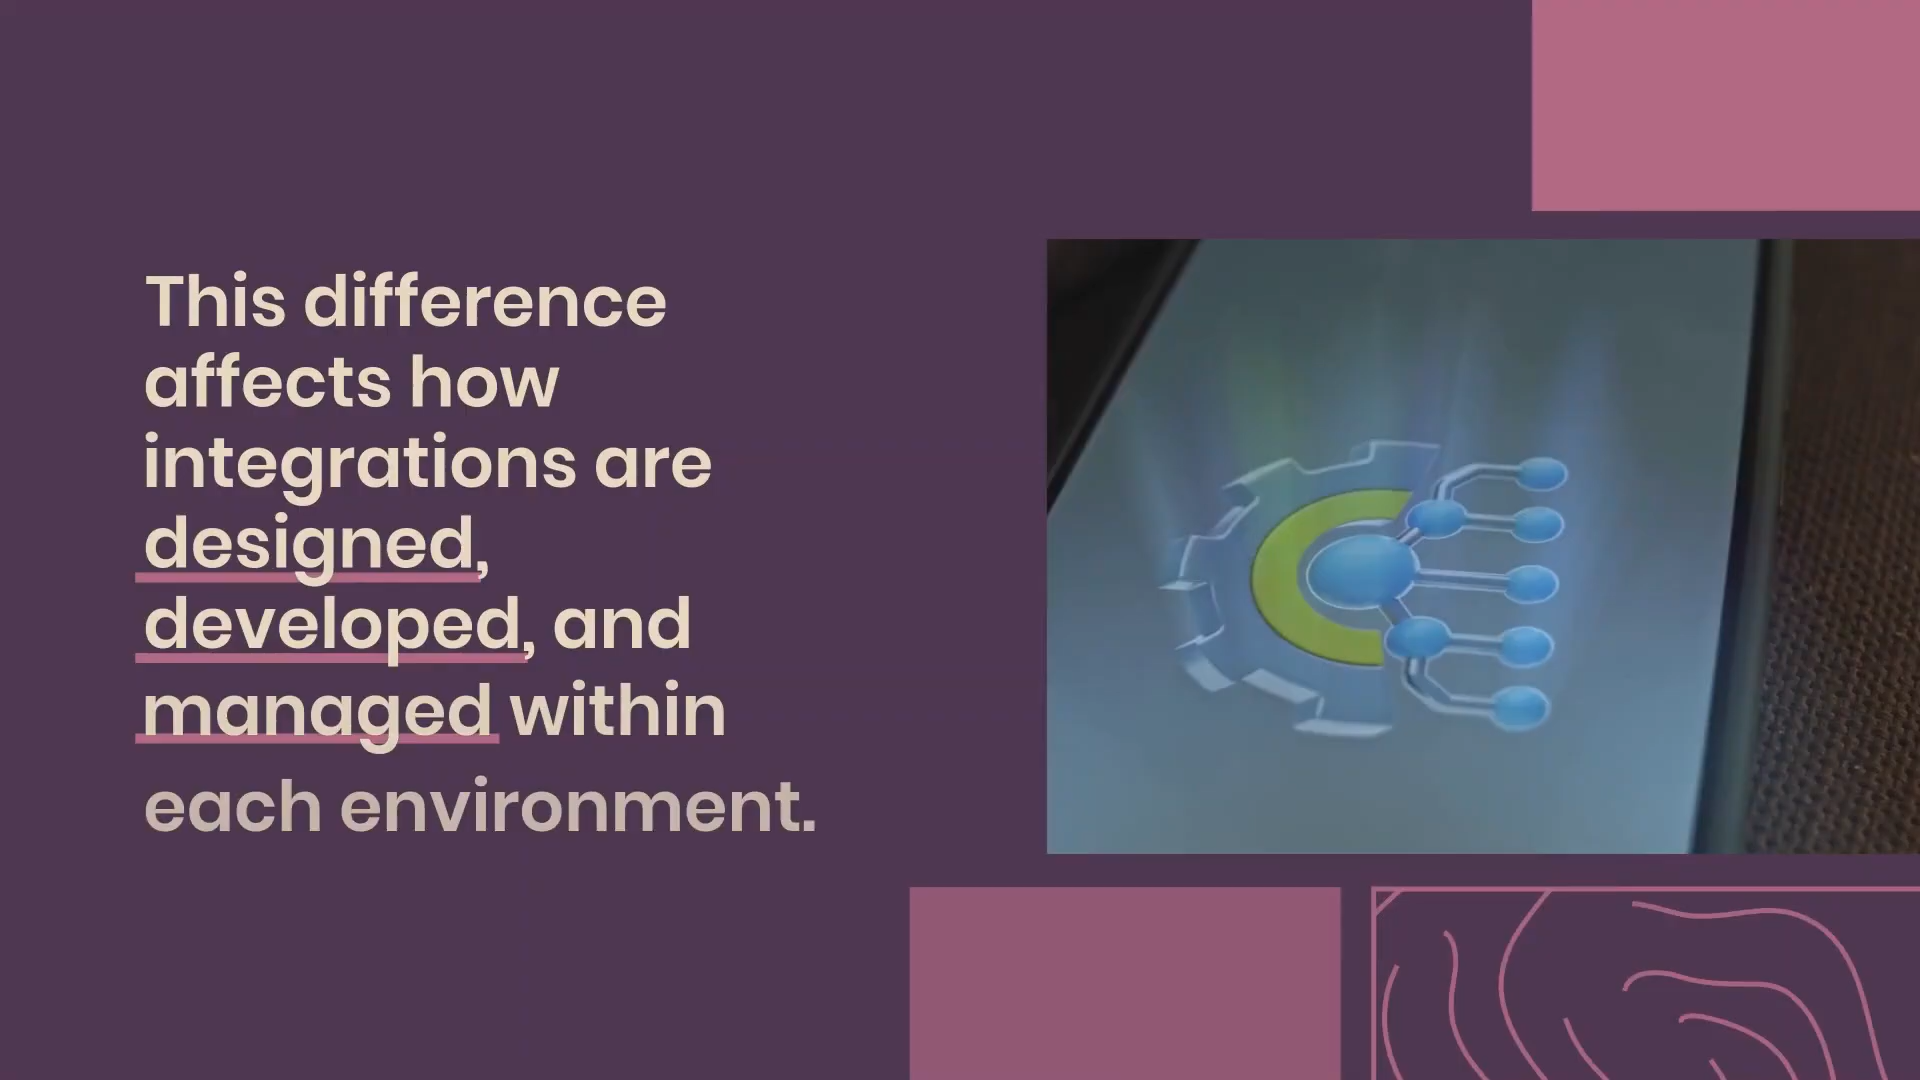 This difference
affects how
integrations are
designed,
developed, and
managed within
each environment.